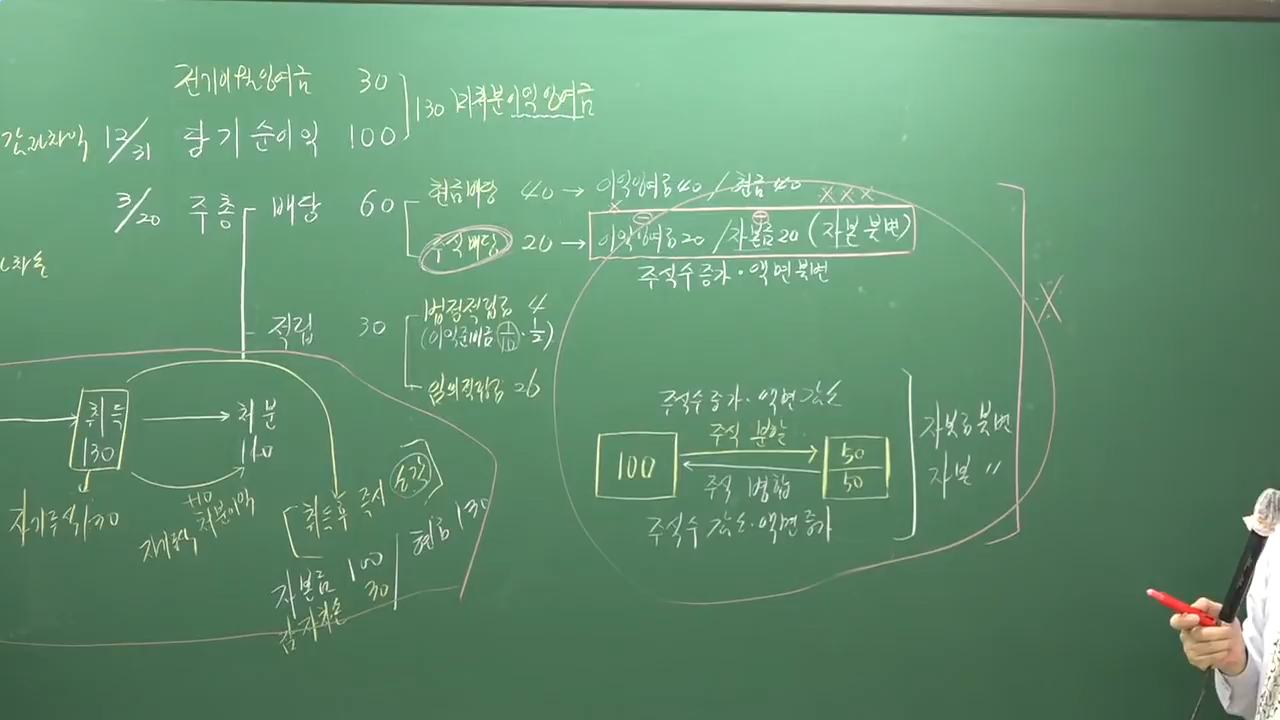 전기이월잉여금 30
130 미처분이익잉여금
감자차익 12/31 당기순이익 100
3/20 주총 배당 60
현금배당 40 → 이익잉여금 40 / 현금 40
× × × ×
주식배당 20 → 이익잉여금 20 / 자본금 20 (자본 불변)
주식수 증가 · 액면불변
적립 30
법정적립금 4
(이익준비금 1/10 · 1/2)
임의적립금 26
×
취득 → 처분
130 110
자기주식 130
자기주식
처분이익
취득후 즉시 소각
자본금 100 / 현금 130
감자차손 30
주식수 증가 · 액면 감소
주식 분할
100
50
50
주식 병합
주식수 감소 · 액면 증가
자본금 불변
자본 〃